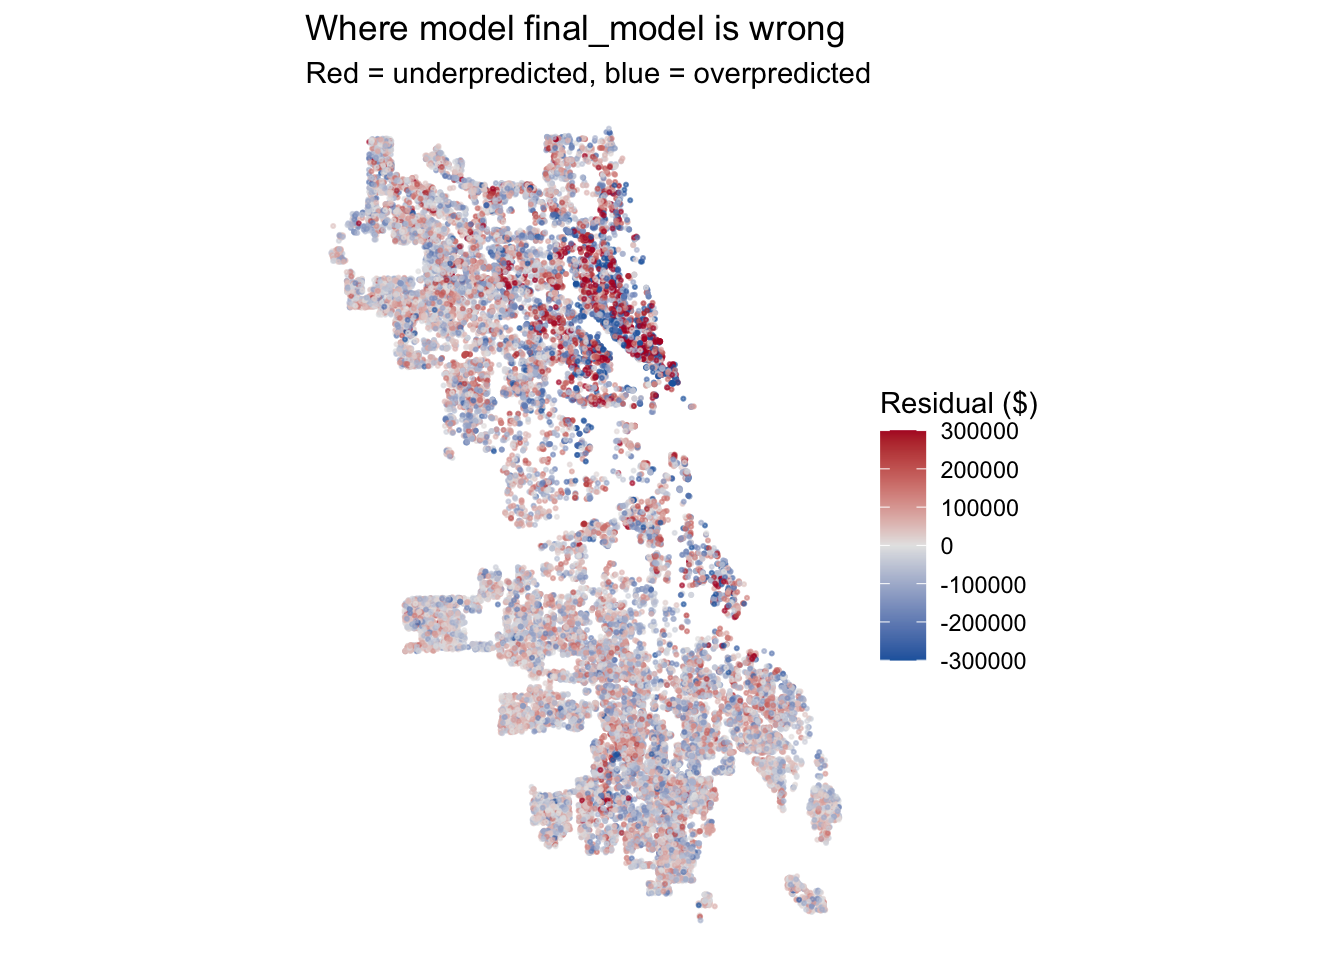 Where model final_model is wrong
Red = underpredicted, blue = overpredicted
Residual ($)
300000
200000
100000
0
-100000
-200000
-300000